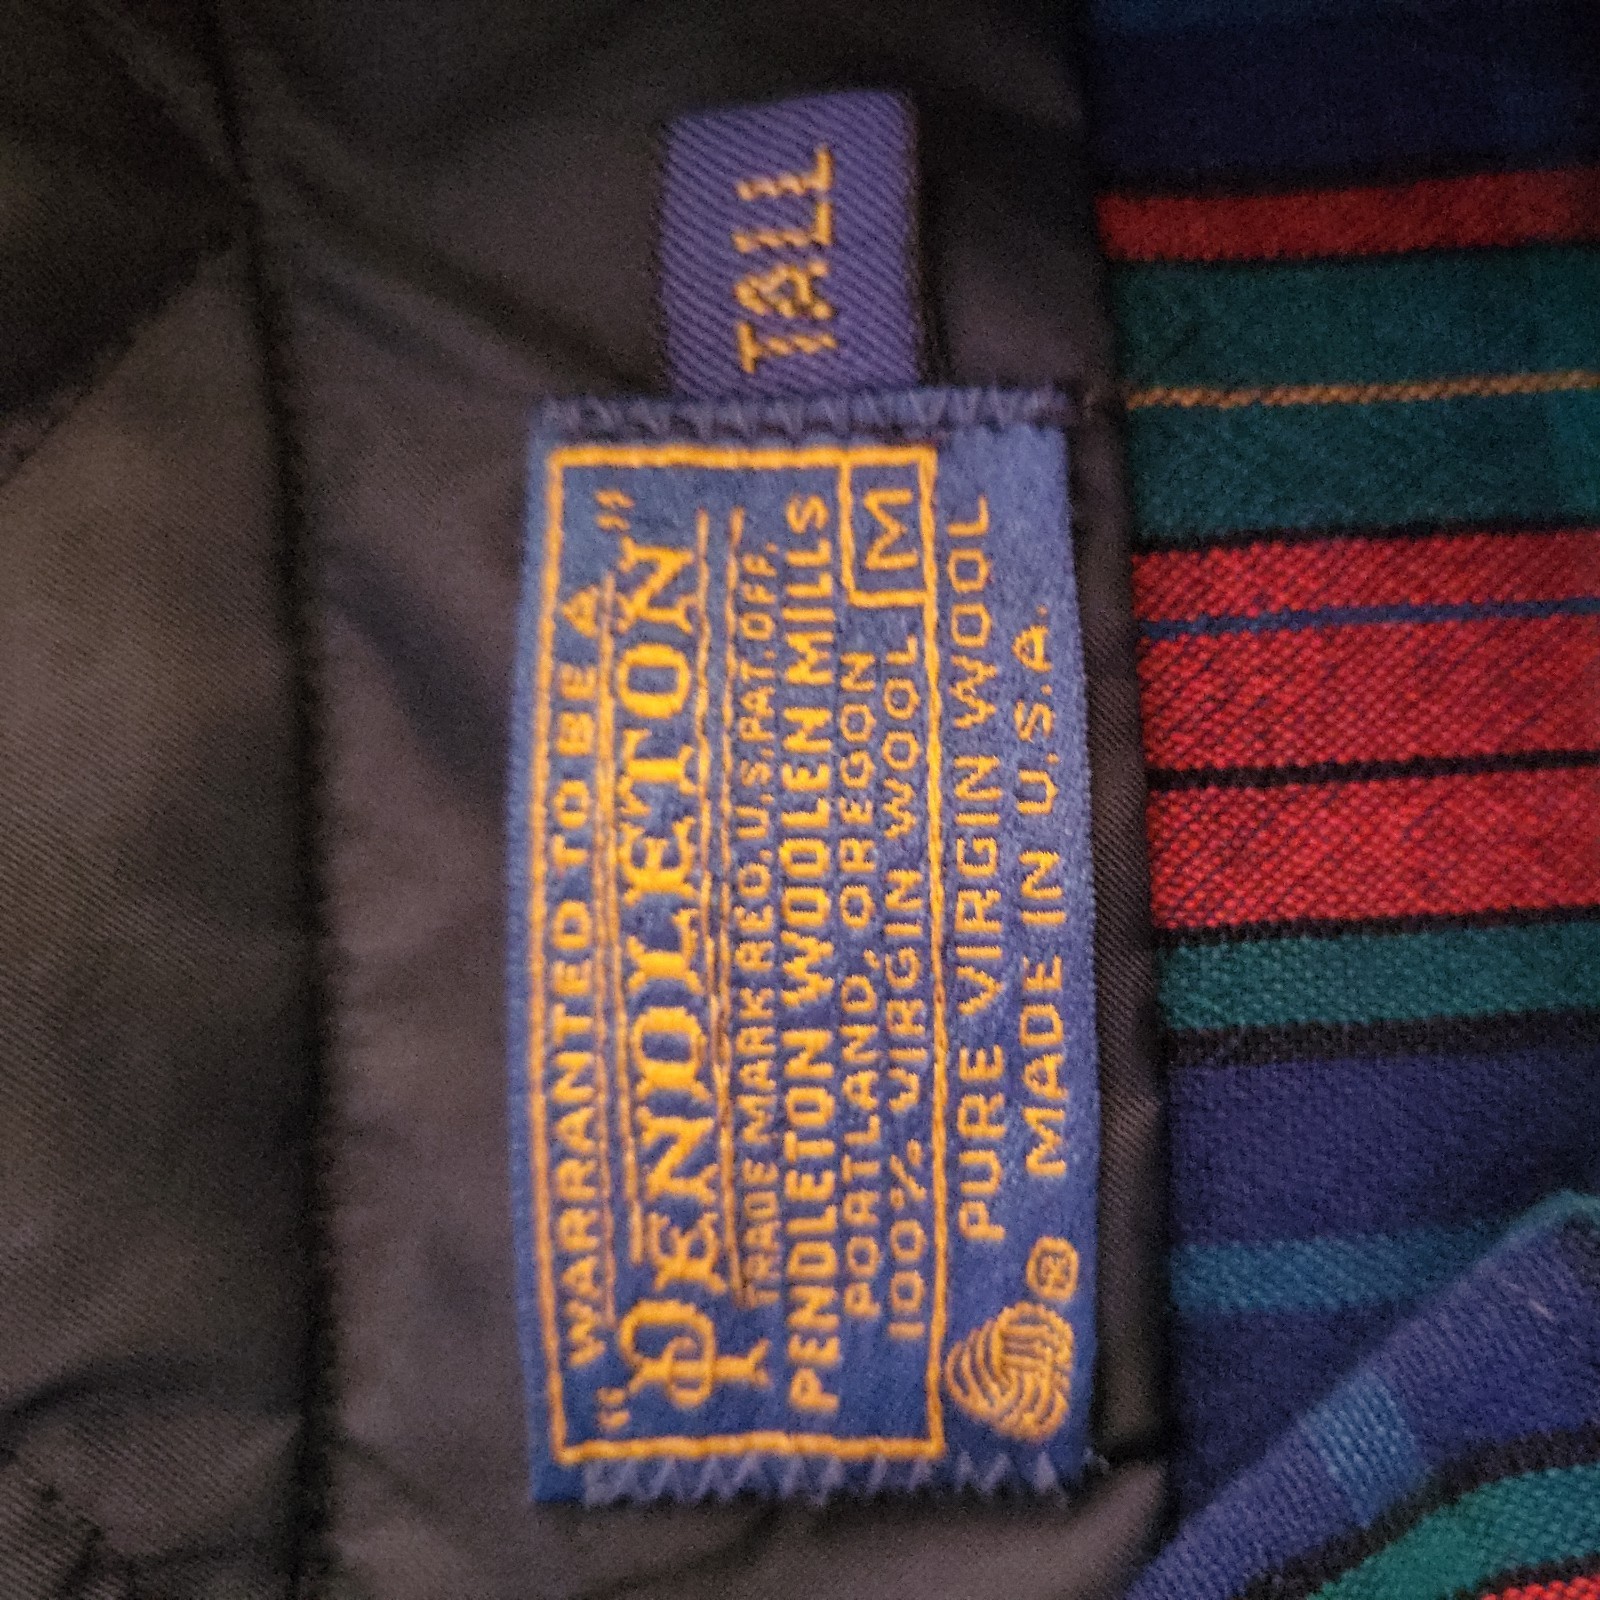 TALL
WARRANTED TO BE A
"PENDLETON"
TRADE MARK REG. U.S. PAT. OFF.
PENDLETON WOOLEN MILLS
PORTLAND, OREGON
100% VIRGIN WOOL
M
PURE VIRGIN WOOL
MADE IN U.S.A.